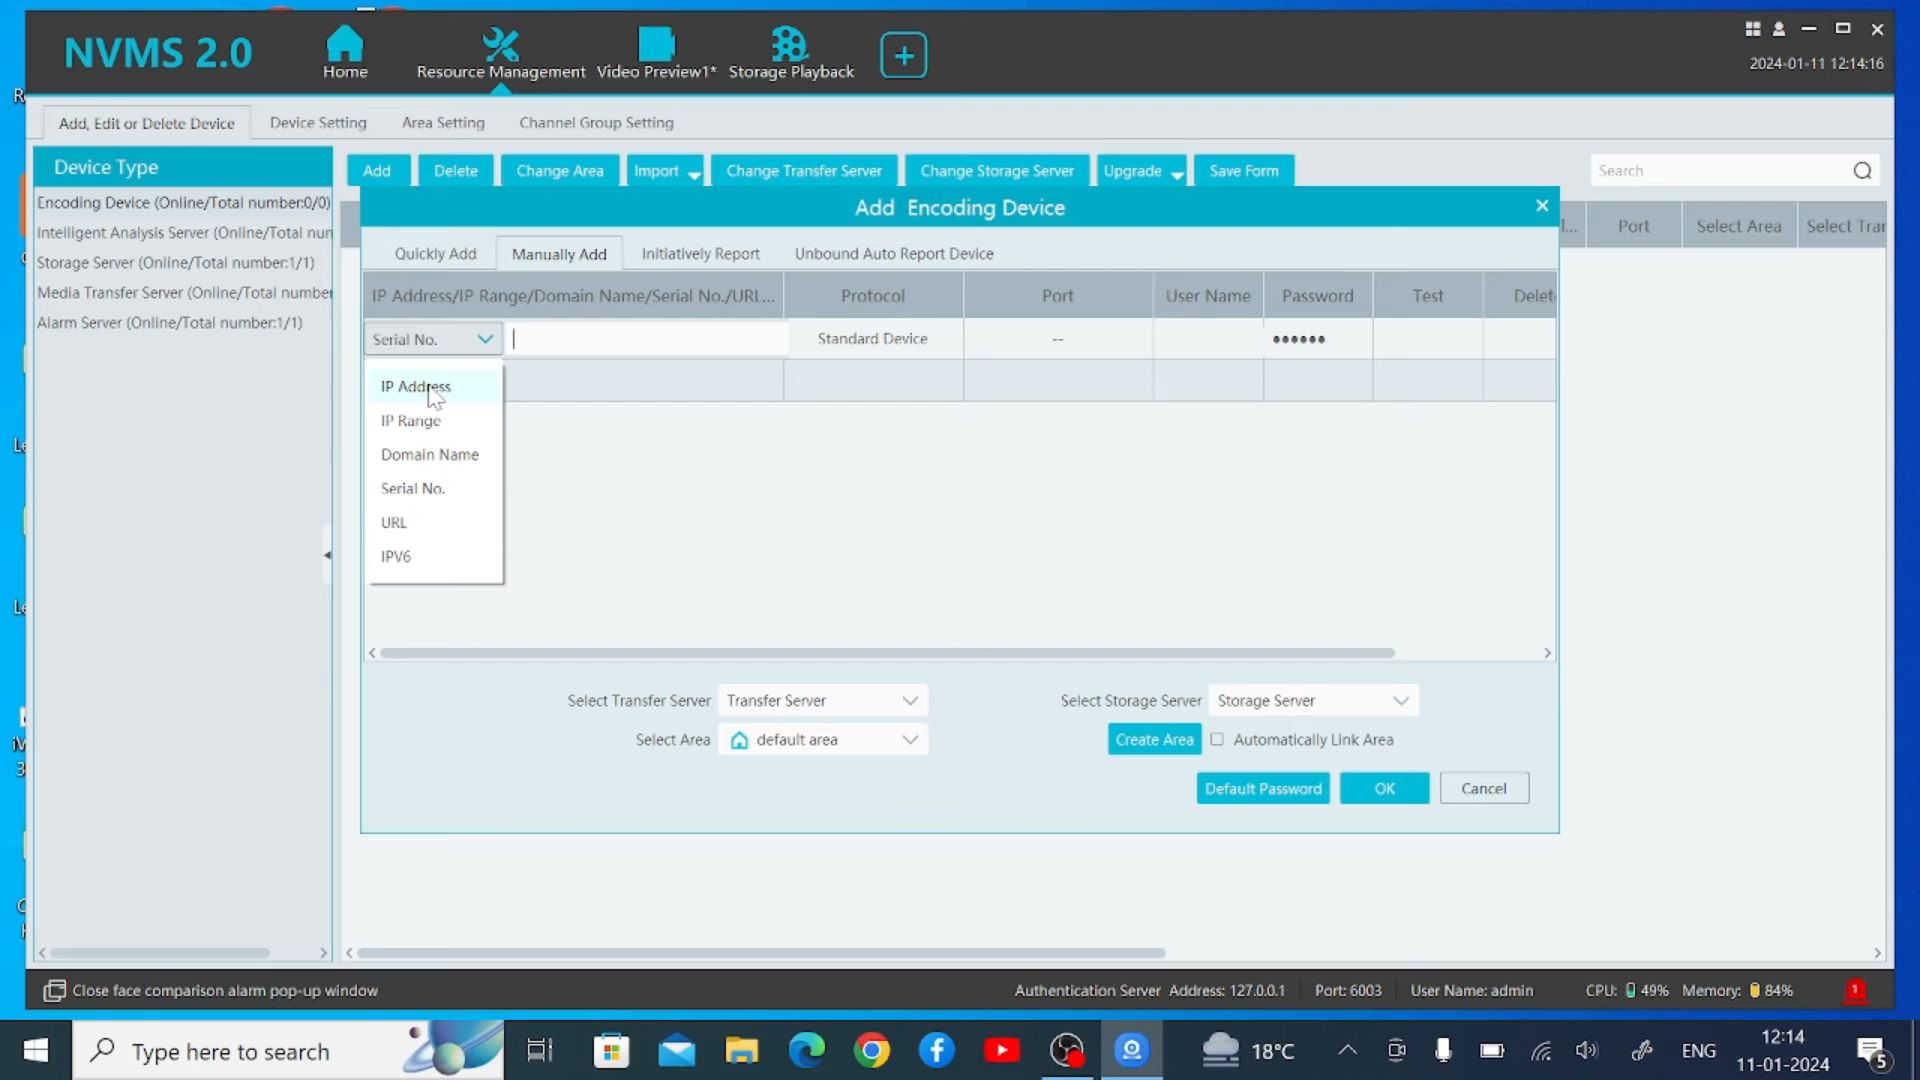 NVMS 2.0
Home
Resource Management
Video Preview1*
Storage Playback
2024-01-11 12:14:16
Add, Edit or Delete Device
Device Setting
Area Setting
Channel Group Setting
Device Type
Encoding Device (Online/Total number:0/0)
Intelligent Analysis Server (Online/Total num
Storage Server (Online/Total number:1/1)
Media Transfer Server (Online/Total number
Alarm Server (Online/Total number:1/1)
Add
Delete
Change Area
Import
Change Transfer Server
Change Storage Server
Upgrade
Save Form
Search
Port
Select Area
Select Trar
Add Encoding Device
Quickly Add
Manually Add
Initiatively Report
Unbound Auto Report Device
IP Address/IP Range/Domain Name/Serial No./URL...
Protocol
Port
User Name
Password
Test
Delet
Serial No.
Standard Device
--
••••••
IP Address
IP Range
Domain Name
Serial No.
URL
IPV6
Select Transfer Server
Transfer Server
Select Storage Server
Storage Server
Select Area
default area
Create Area
Automatically Link Area
Default Password
OK
Cancel
Close face comparison alarm pop-up window
Authentication Server Address: 127.0.0.1
Port: 6003
User Name: admin
CPU: 49%
Memory: 84%
1
Type here to search
18°C
ENG
12:14
11-01-2024
5